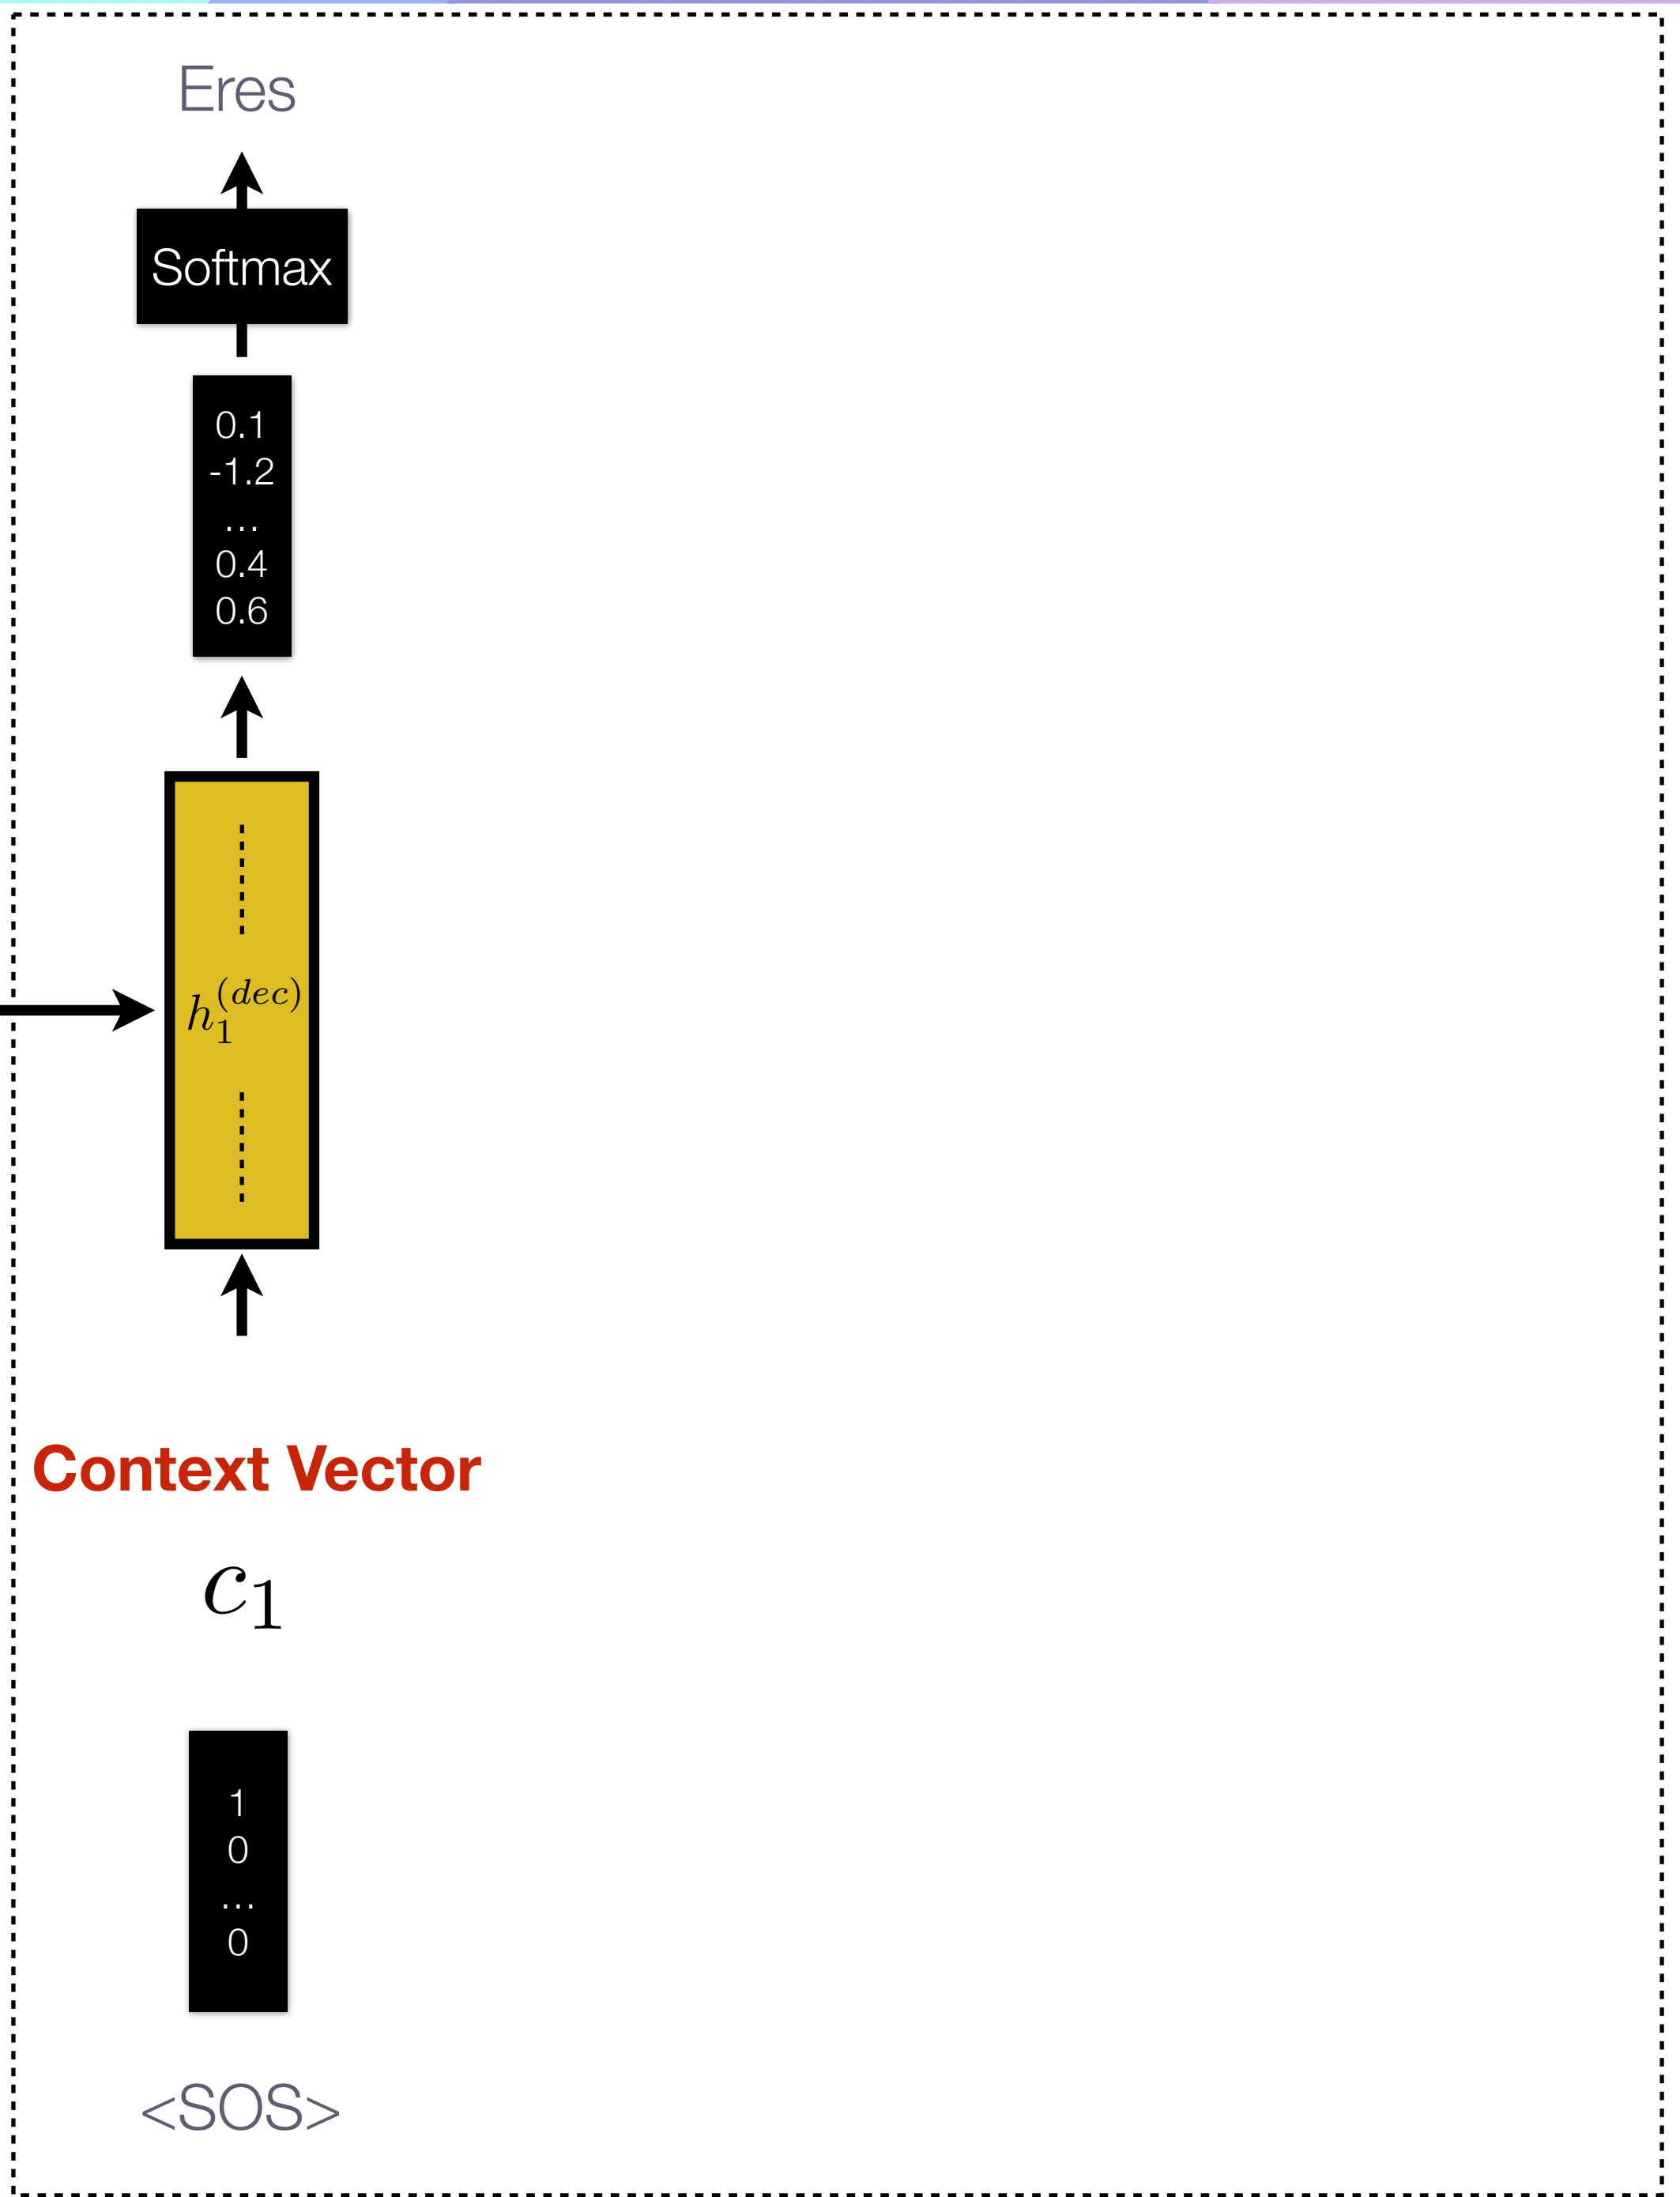 Eres
Softmax
0.1
-1.2
...
0.4
0.6
h_1^{(dec)}
Context Vector
c_1
1
0
...
0
<SOS>